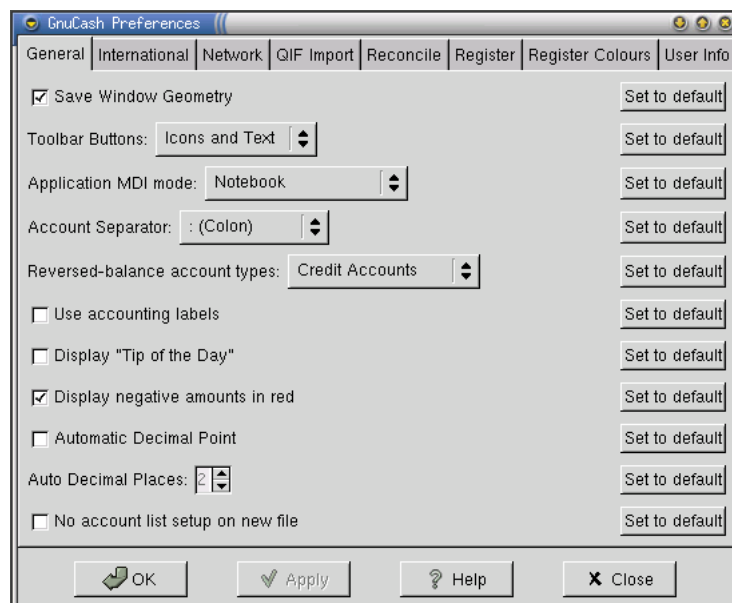 GnuCash Preferences
General International Network QIF Import Reconcile Register Register Colours User Info
Save Window Geometry Set to default
Toolbar Buttons: Icons and Text Set to default
Application MDI mode: Notebook Set to default
Account Separator: : (Colon) Set to default
Reversed-balance account types: Credit Accounts Set to default
Use accounting labels Set to default
Display "Tip of the Day" Set to default
Display negative amounts in red Set to default
Automatic Decimal Point Set to default
Auto Decimal Places: 2 Set to default
No account list setup on new file Set to default
OK Apply Help Close